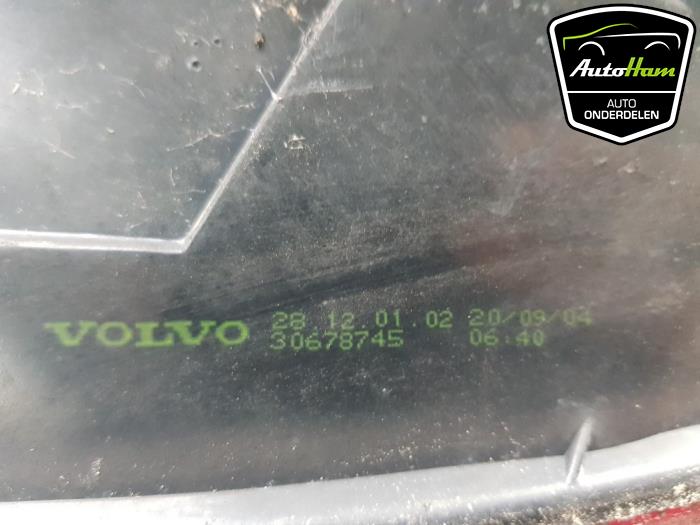 AutoHam
AUTO
ONDERDELEN
VOLVO 28 12 01.02 20/09/04
30678745 06:40